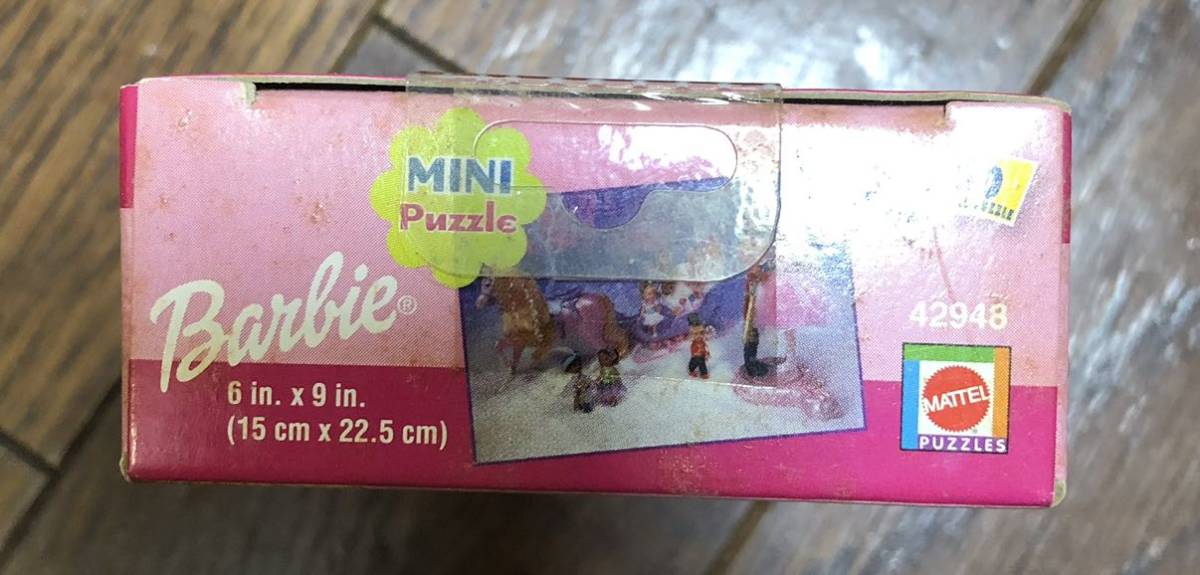 MINI
Puzzle
Barbie®
6 in. x 9 in.
(15 cm x 22.5 cm)
42948
MATTEL
PUZZLES